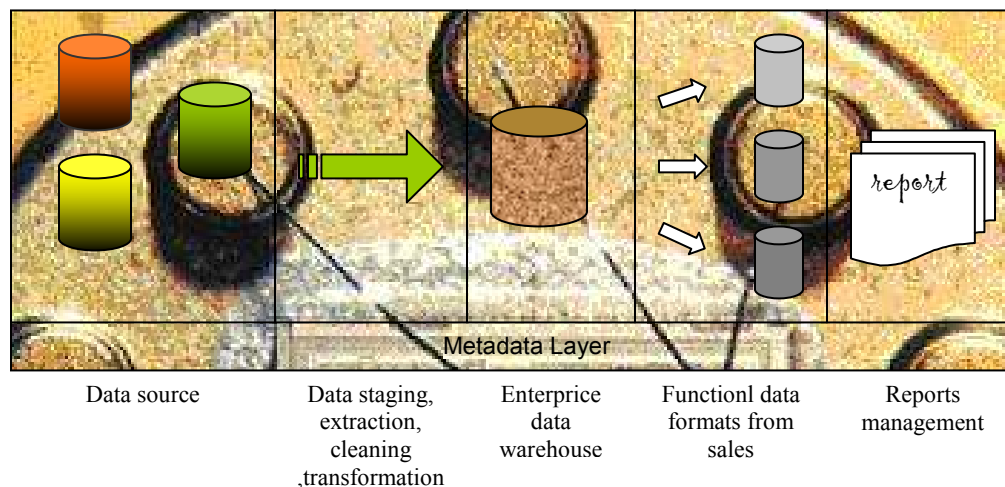 report
Metadata Layer
Data source
Data staging,
extraction,
cleaning
,transformation
Enterprice
data
warehouse
Functionl data
formats from
sales
Reports
management